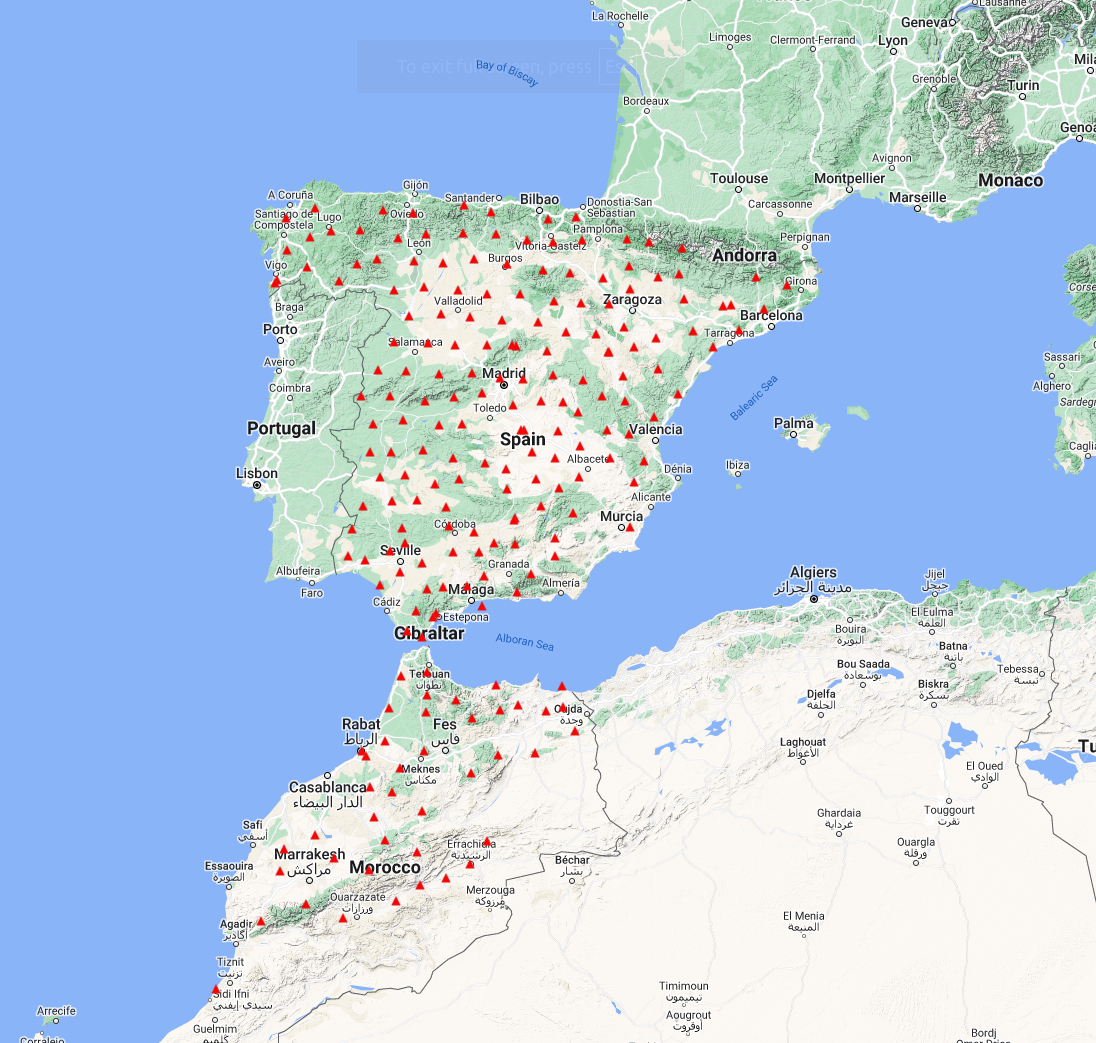 Lausanne
La Rochelle
Geneva
Limoges
Clermont-Ferrand
Lyon
To exit full screen, press
Bay of Biscay
Grenoble
Turin
Bordeaux
Avignon
Toulouse
Montpellier
Monaco
Marseille
Carcassonne
Gijón
A Coruña
Santander
Bilbao
Donostia-San
Sebastian
Santiago de
Compostela
Lugo
Oviedo
Pamplona
Perpignan
León
Vitoria-Gasteiz
Andorra
Burgos
Vigo
Girona
Braga
Valladolid
Zaragoza
Barcelona
Porto
Tarragona
Salamanca
Sassari
Aveiro
Madrid
Alghero
Coimbra
Balearic Sea
Toledo
Palma
Portugal
Spain
Valencia
Albacete
Ibiza
Dénia
Lisbon
Alicante
Murcia
Córdoba
Seville
Granada
Albufeira
Faro
Almería
Málaga
Cádiz
Estepona
Algiers
مدينة الجزائر
Jijel
جيجل
El Eulma
العلمة
Gibraltar
Alboran Sea
Bouira
البويرة
Batna
باتنة
Tetouan
تطوان
Bou Saada
بوسعادة
Tebessa
تبسة
Biskra
بسكرة
Djelfa
الجلفة
Oujda
وجدة
Rabat
الرباط
Fes
فاس
Laghouat
الأغواط
Meknes
مكناس
El Oued
الوادي
Casablanca
الدار البيضاء
Ghardaia
غرداية
Touggourt
تقرت
Safi
آسفي
Ouargla
ورقلة
Errachidia
الرشيدية
Marrakesh
مراكش
Essaouira
الصويرة
Morocco
Béchar
بشار
Merzouga
مرزوكة
Ouarzazate
ورزازات
Agadir
أكادير
El Menia
المنيعة
Tiznit
تزنيت
Sidi Ifni
سيدي إيفني
Timimoun
تيميمون
Arrecife
Aougrout
أوقروت
Guelmim
كلميم
Corralejo
Bordj